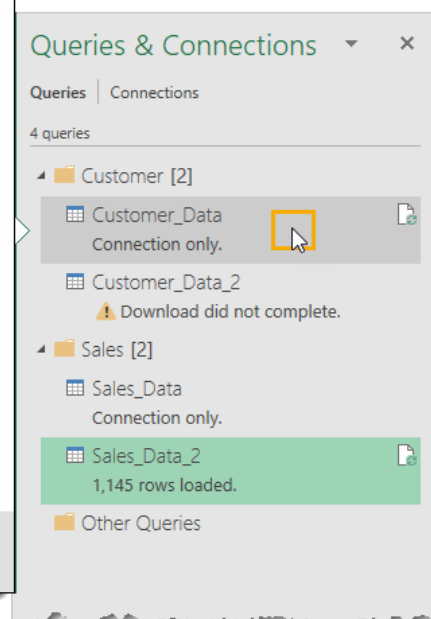 Queries & Connections
Queries | Connections
4 queries
Customer [2]
Customer_Data
Connection only.
Customer_Data_2
Download did not complete.
Sales [2]
Sales_Data
Connection only.
Sales_Data_2
1,145 rows loaded.
Other Queries